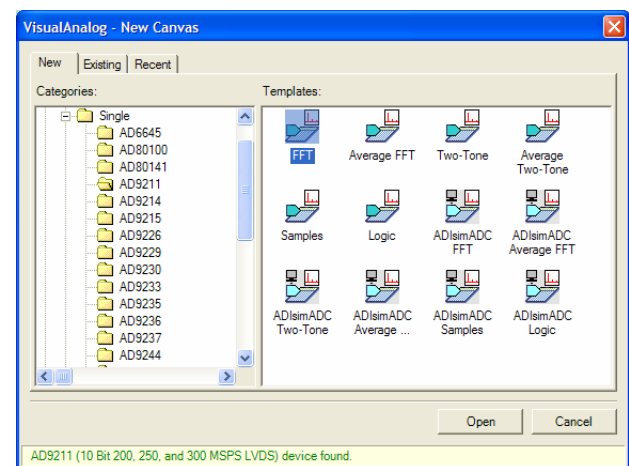 VisualAnalog - New Canvas
New
Existing
Recent
Categories:
Templates:
Single
AD6645
AD80100
AD80141
AD9211
AD9214
AD9215
AD9226
AD9229
AD9230
AD9233
AD9235
AD9236
AD9237
AD9244
FFT
Average FFT
Two-Tone
Average
Two-Tone
Samples
Logic
ADIsimADC
FFT
ADIsimADC
Average FFT
ADIsimADC
Two-Tone
ADIsimADC
Average ...
ADIsimADC
Samples
ADIsimADC
Logic
Open
Cancel
AD9211 (10 Bit 200, 250, and 300 MSPS LVDS) device found.